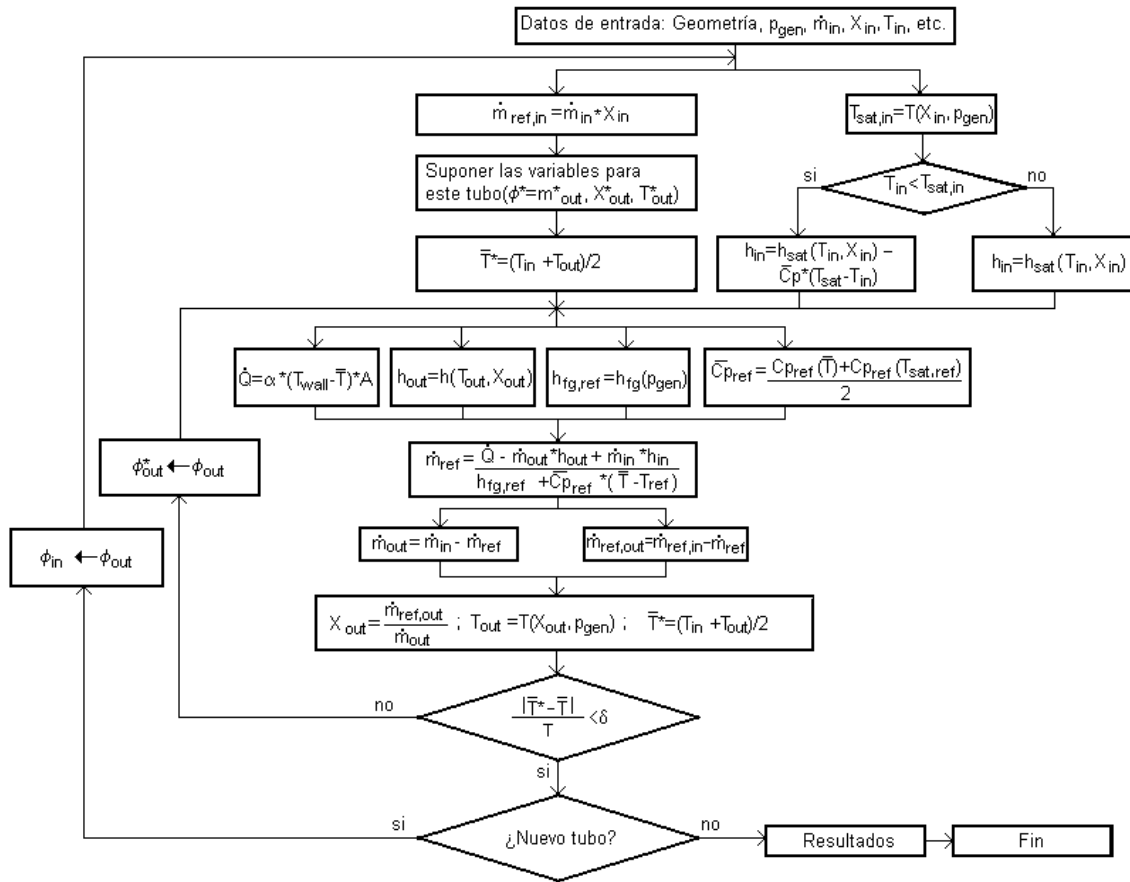 Datos de entrada: Geometría, p_gen, ṁ_in, X_in, T_in, etc.
ṁ_ref,in=ṁ_in*X_in
T_sat,in=T(X_in, p_gen)
Suponer las variables para
este tubo(ϕ*=m*_out, X*_out, T*_out)
si
T_in<T_sat,in
no
T̅*=(T_in +T_out)/2
h_in=h_sat(T_in,X_in) –
C̅p*(T_sat-T_in)
h_in=h_sat(T_in,X_in)
Q̇=α*(T_wall-T̅)*A
h_out=h(T_out,X_out)
h_fg,ref=h_fg(p_gen)
C̅p_ref=(Cp_ref(T̅)+Cp_ref(T_sat,ref))/2
ϕ*_out ← ϕ_out
ṁ_ref=(Q̇ - ṁ_out*h_out+ ṁ_in*h_in)/(h_fg,ref +C̅p_ref*(T̅ -T_ref))
ϕ_in ← ϕ_out
ṁ_out= ṁ_in - ṁ_ref
ṁ_ref,out=ṁ_ref,in-ṁ_ref
X_out=ṁ_ref,out/ṁ_out ; T_out=T(X_out,p_gen) ; T̅*=(T_in +T_out)/2
no
|T̅*-T̅|/T <δ
si
si
¿Nuevo tubo?
no
Resultados
Fin